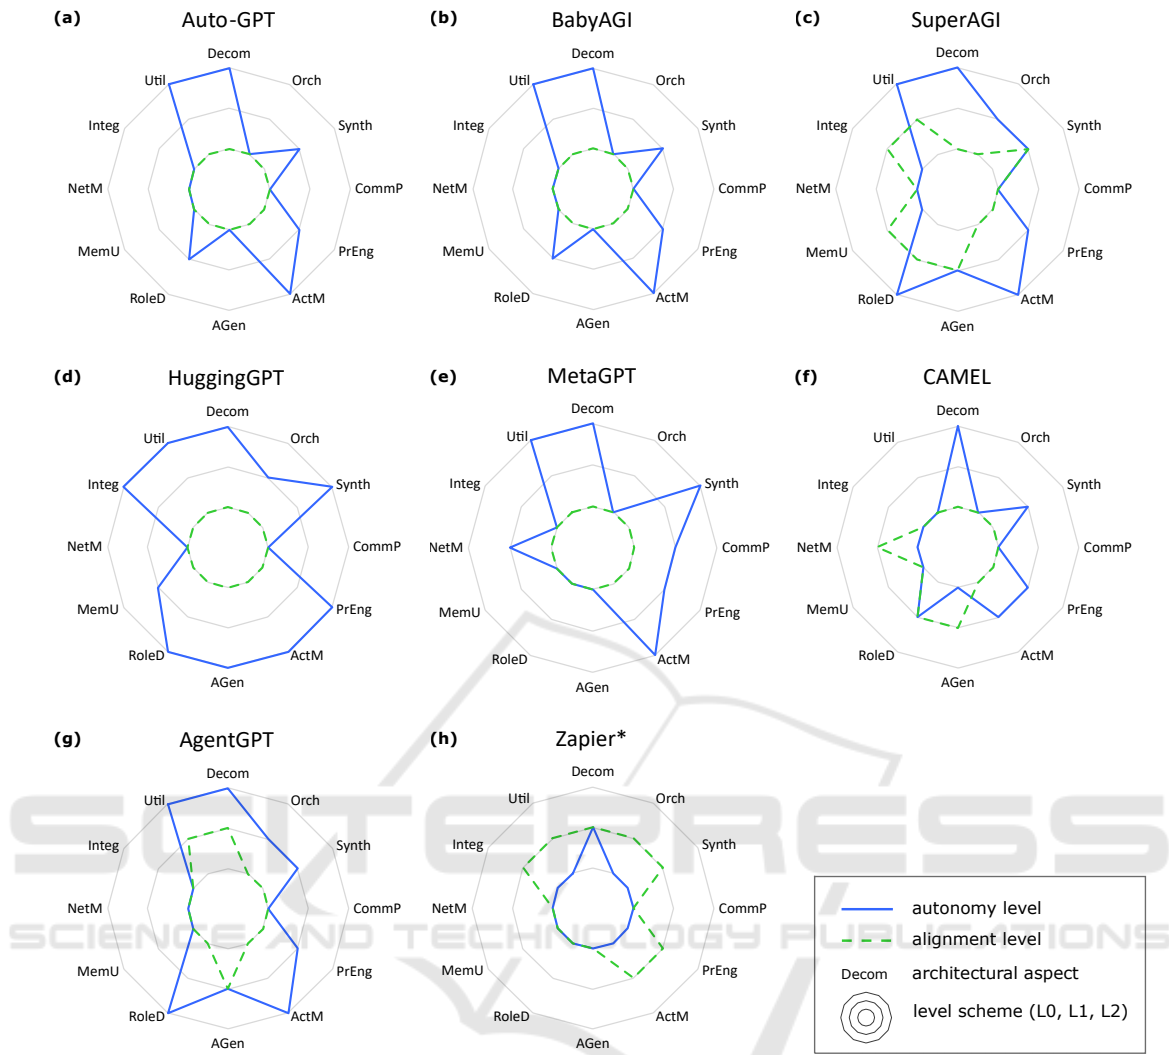 (a) Auto-GPT
Decom
Orch
Synth
CommP
PrEng
ActM
AGen
RoleD
MemU
NetM
Integ
Util
(b) BabyAGI
Decom
Orch
Synth
CommP
PrEng
ActM
AGen
RoleD
MemU
NetM
Integ
Util
(c) SuperAGI
Decom
Orch
Synth
CommP
PrEng
ActM
AGen
RoleD
MemU
NetM
Integ
Util
(d) HuggingGPT
Decom
Orch
Synth
CommP
PrEng
ActM
AGen
RoleD
MemU
NetM
Integ
Util
(e) MetaGPT
Decom
Orch
Synth
CommP
PrEng
ActM
AGen
RoleD
MemU
NetM
Integ
Util
(f) CAMEL
Decom
Orch
Synth
CommP
PrEng
ActM
AGen
RoleD
MemU
NetM
Integ
Util
(g) AgentGPT
Decom
Orch
Synth
CommP
PrEng
ActM
AGen
RoleD
MemU
NetM
Integ
Util
(h) Zapier*
Decom
Orch
Synth
CommP
PrEng
ActM
AGen
RoleD
MemU
NetM
Integ
Util
autonomy level
alignment level
Decom architectural aspect
level scheme (L0, L1, L2)
SCITEPRESS
SCIENCE AND TECHNOLOGY PUBLICATIONS